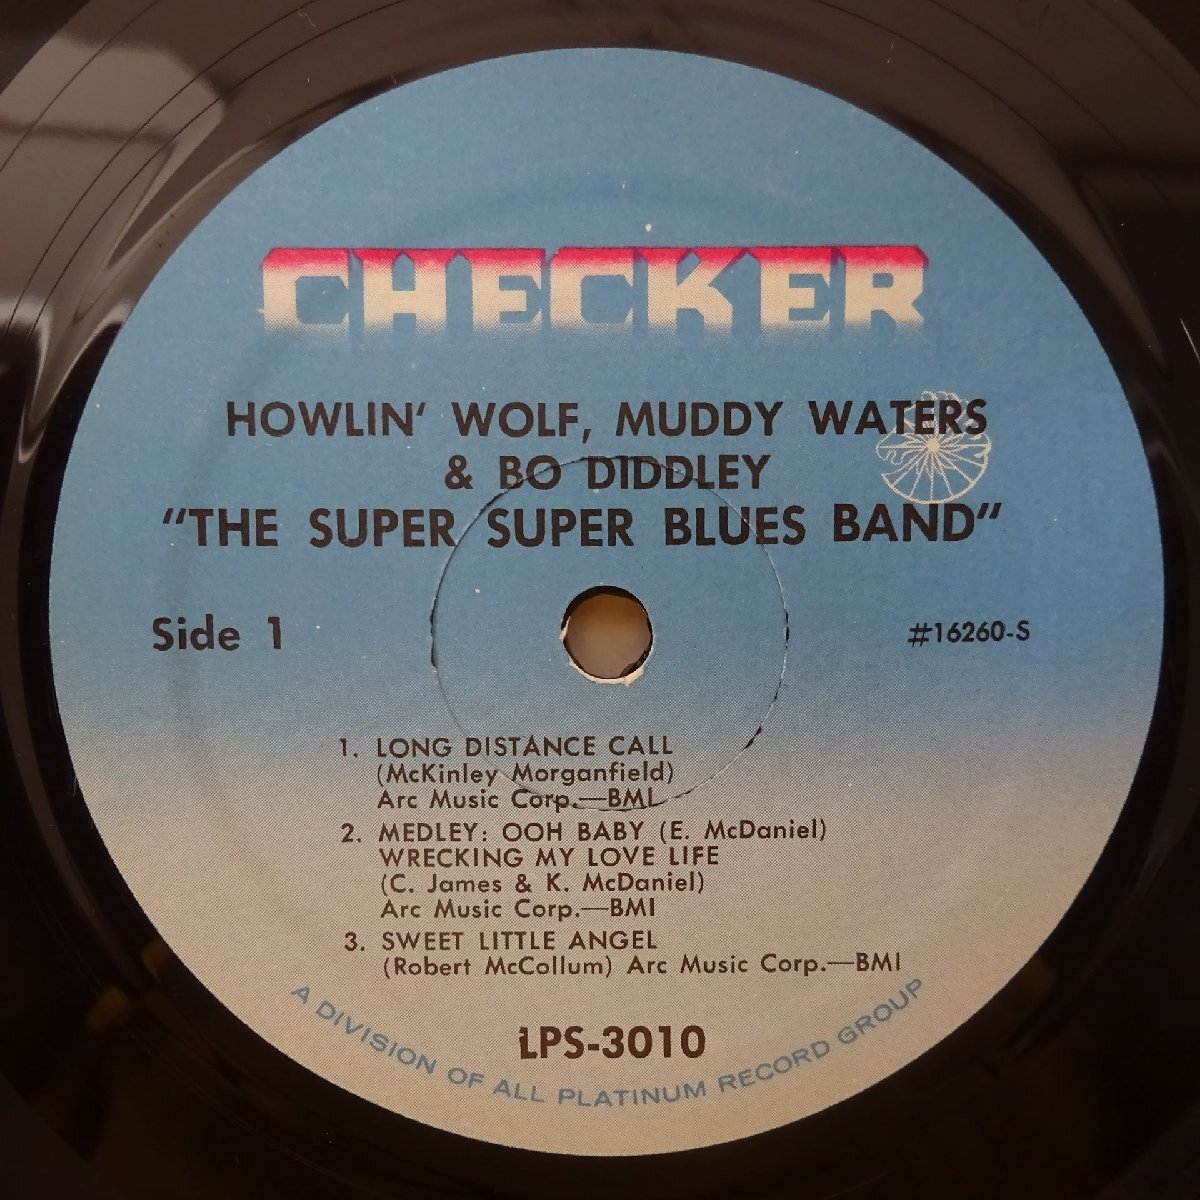 CHECKER
HOWLIN' WOLF, MUDDY WATERS
& BO DIDDLEY
"THE SUPER SUPER BLUES BAND"
Side 1
#16260-S
1. LONG DISTANCE CALL
(McKinley Morganfield)
Arc Music Corp.—BMI
2. MEDLEY: OOH BABY (E. McDaniel)
WRECKING MY LOVE LIFE
(C. James & K. McDaniel)
Arc Music Corp.—BMI
3. SWEET LITTLE ANGEL
(Robert McCollum) Arc Music Corp.—BMI
LPS-3010
A DIVISION OF ALL PLATINUM RECORD GROUP